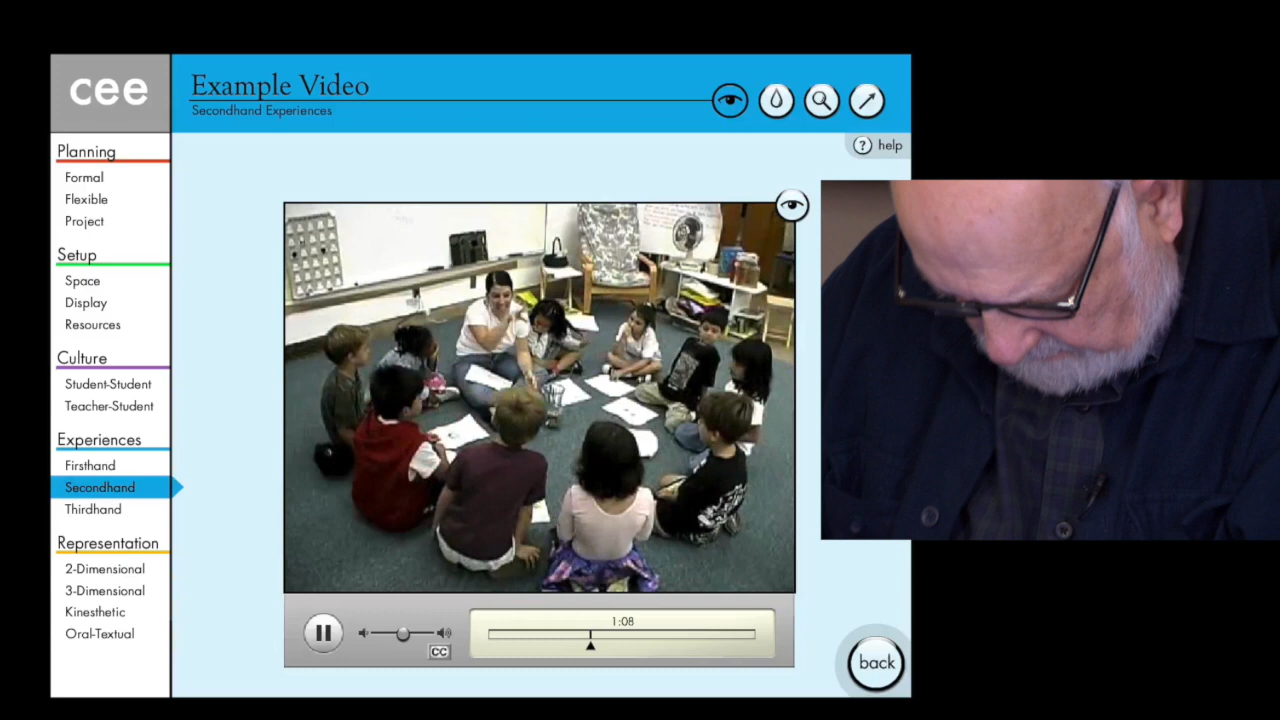 cee
Example Video
Secondhand Experiences
? help
Planning
Formal
Flexible
Project
Setup
Space
Display
Resources
Culture
Student-Student
Teacher-Student
Experiences
Firsthand
Secondhand
Thirdhand
Representation
2-Dimensional
3-Dimensional
Kinesthetic
Oral-Textual
1:08
CC
back